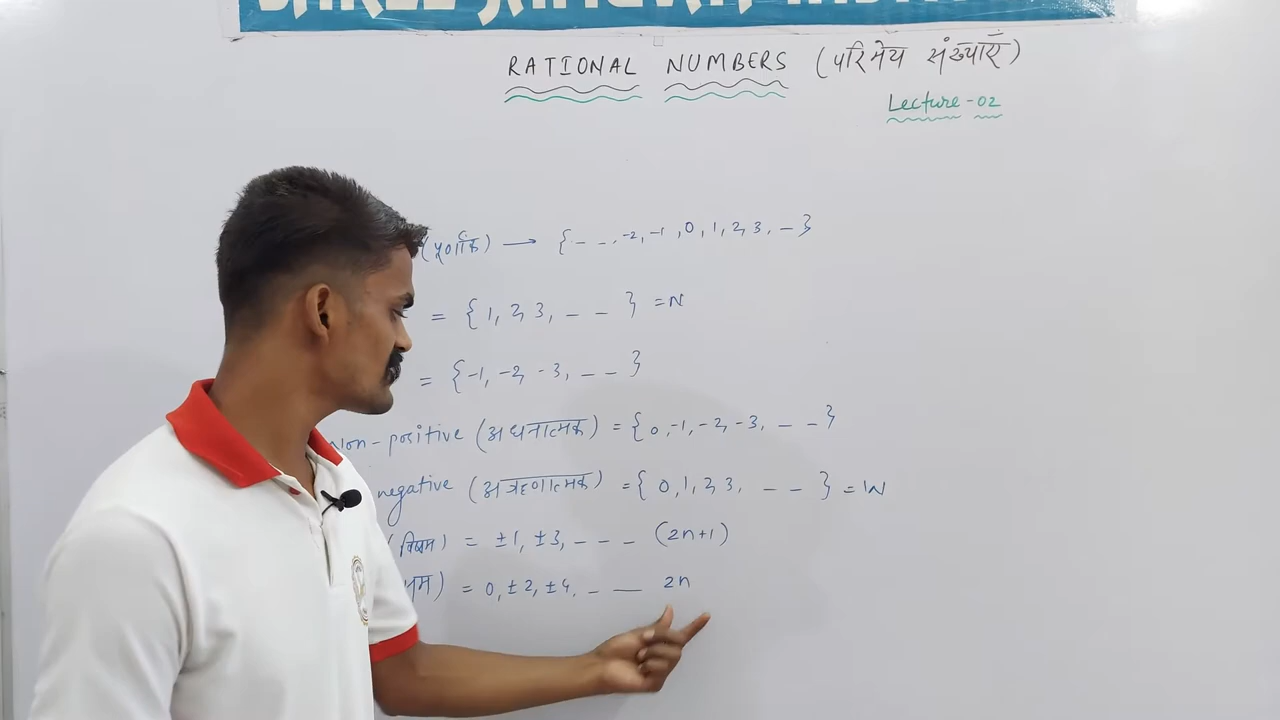 SHREE
RATIONAL NUMBERS (परिमेय संख्याएँ)
Lecture-02
(पूर्णांक) → {- - , -2, -1, 0, 1, 2, 3, - }
= {1, 2, 3, - - } = N
= {-1, -2, -3, - - - }
Non-positive (अधनात्मक) = {0, -1, -2, -3, - - }
negative (अऋणात्मक) = { 0, 1, 2, 3, - - } = W
(विषम) = ±1, ±3, - - - (2n+1)
= 0, ±2, ±4, - — 2n